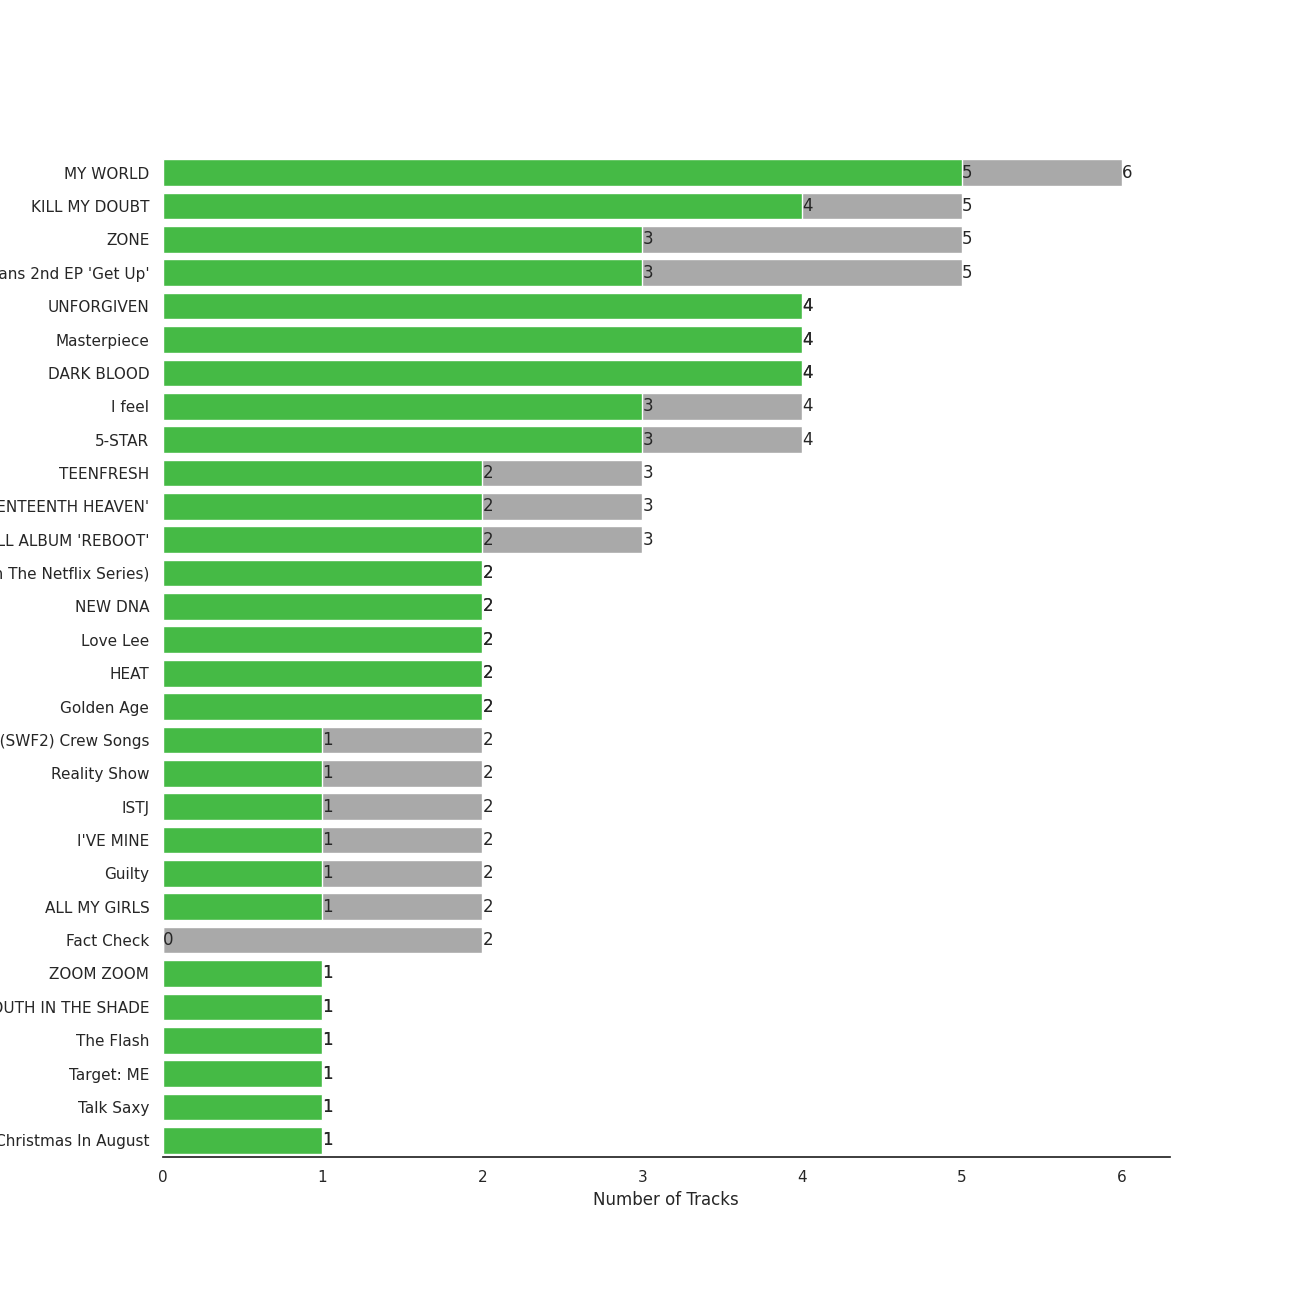 MY WORLD 5 6
KILL MY DOUBT 4 5
ZONE 3 5
2nd EP 'Get Up' 3 5
UNFORGIVEN 4
Masterpiece 4
DARK BLOOD 4
I feel 3 4
5-STAR 3 4
TEENFRESH 2 3
HEAVEN' 2 3
ALBUM 'REBOOT' 2 3
The Netflix Series) 2
NEW DNA 2
Love Lee 2
HEAT 2
Golden Age 2
(SWF2) Crew Songs 1 2
Reality Show 1 2
ISTJ 1 2
I'VE MINE 1 2
Guilty 1 2
ALL MY GIRLS 1 2
Fact Check 0 2
ZOOM ZOOM 1
IN THE SHADE 1
The Flash 1
Target: ME 1
Talk Saxy 1
Christmas In August 1
0 1 2 3 4 5 6
Number of Tracks